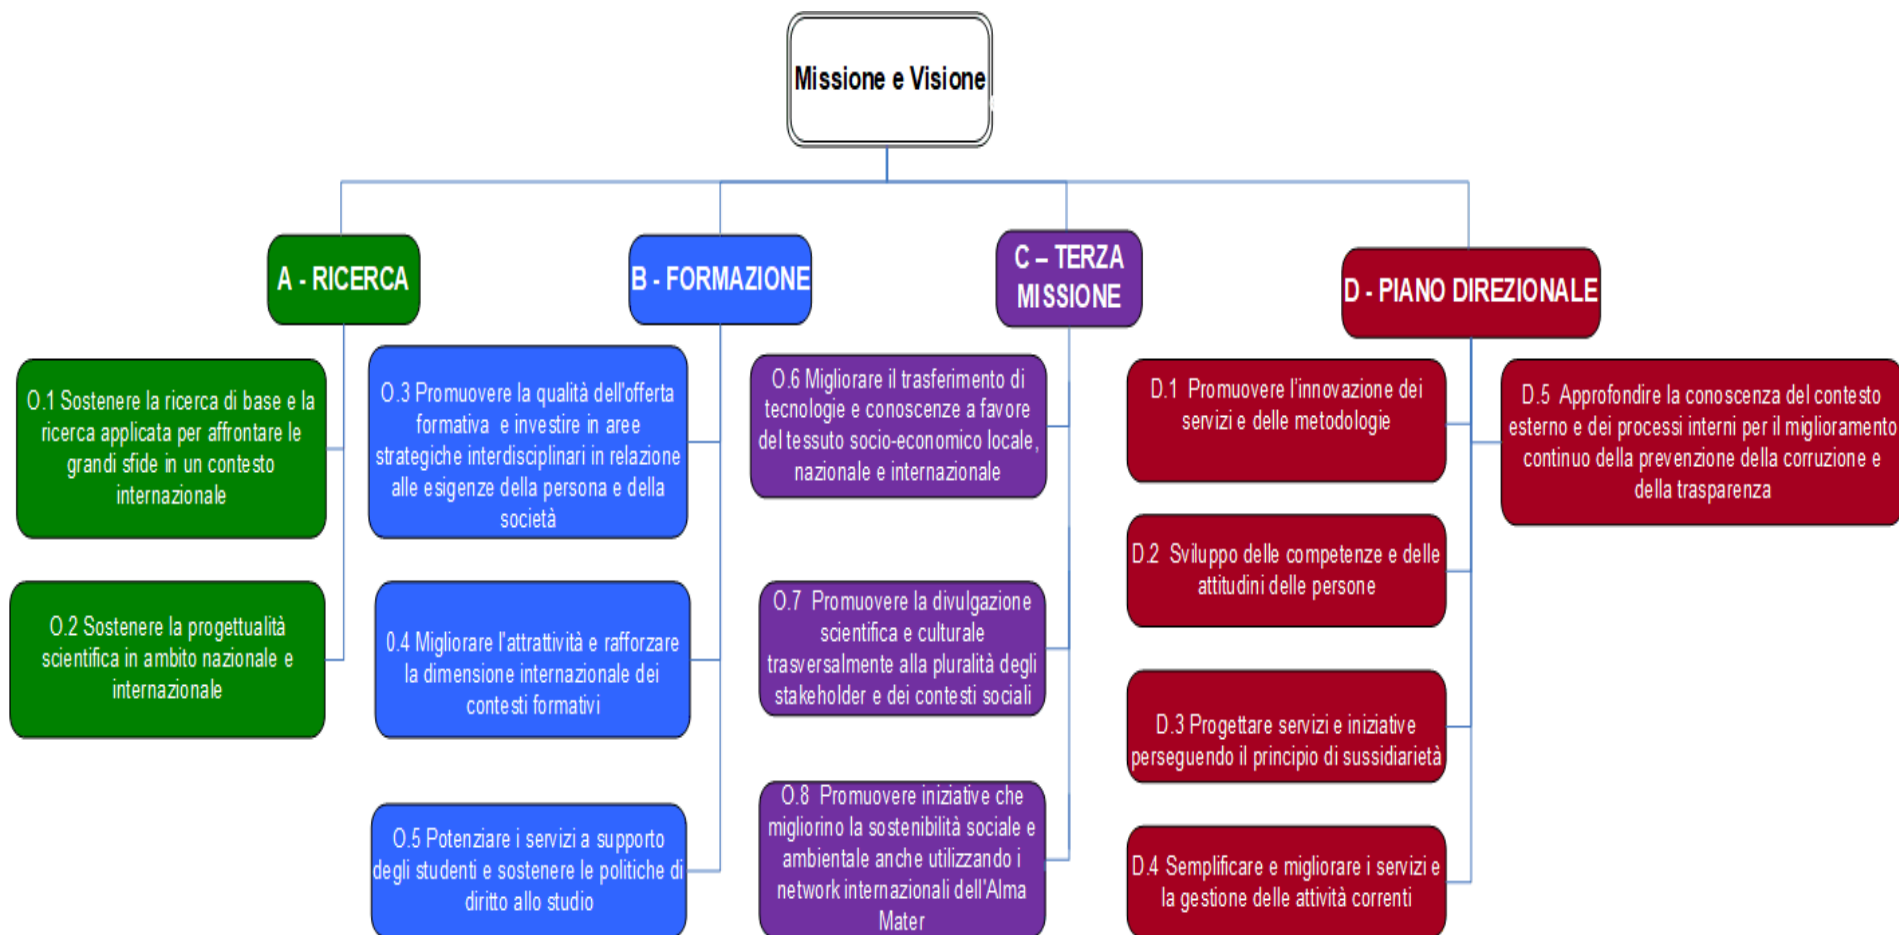 Missione e Visione
A - RICERCA
O.1 Sostenere la ricerca di base e la
ricerca applicata per affrontare le
grandi sfide in un contesto
internazionale
O.2 Sostenere la progettualità
scientifica in ambito nazionale e
internazionale
B - FORMAZIONE
O.3 Promuovere la qualità dell'offerta
formativa e investire in aree
strategiche interdisciplinari in relazione
alle esigenze della persona e della
società
0.4 Migliorare l'attrattività e rafforzare
la dimensione internazionale dei
contesti formativi
O.5 Potenziare i servizi a supporto
degli studenti e sostenere le politiche di
diritto allo studio
C – TERZA
MISSIONE
O.6 Migliorare il trasferimento di
tecnologie e conoscenze a favore
del tessuto socio-economico locale,
nazionale e internazionale
O.7 Promuovere la divulgazione
scientifica e culturale
trasversalmente alla pluralità degli
stakeholder e dei contesti sociali
O.8 Promuovere iniziative che
migliorino la sostenibilità sociale e
ambientale anche utilizzando i
network internazionali dell'Alma
Mater
D - PIANO DIREZIONALE
D.1 Promuovere l'innovazione dei
servizi e delle metodologie
D.2 Sviluppo delle competenze e delle
attitudini delle persone
D.3 Progettare servizi e iniziative
perseguendo il principio di sussidiarietà
D.4 Semplificare e migliorare i servizi e
la gestione delle attività correnti
D.5 Approfondire la conoscenza del contesto
esterno e dei processi interni per il miglioramento
continuo della prevenzione della corruzione e
della trasparenza